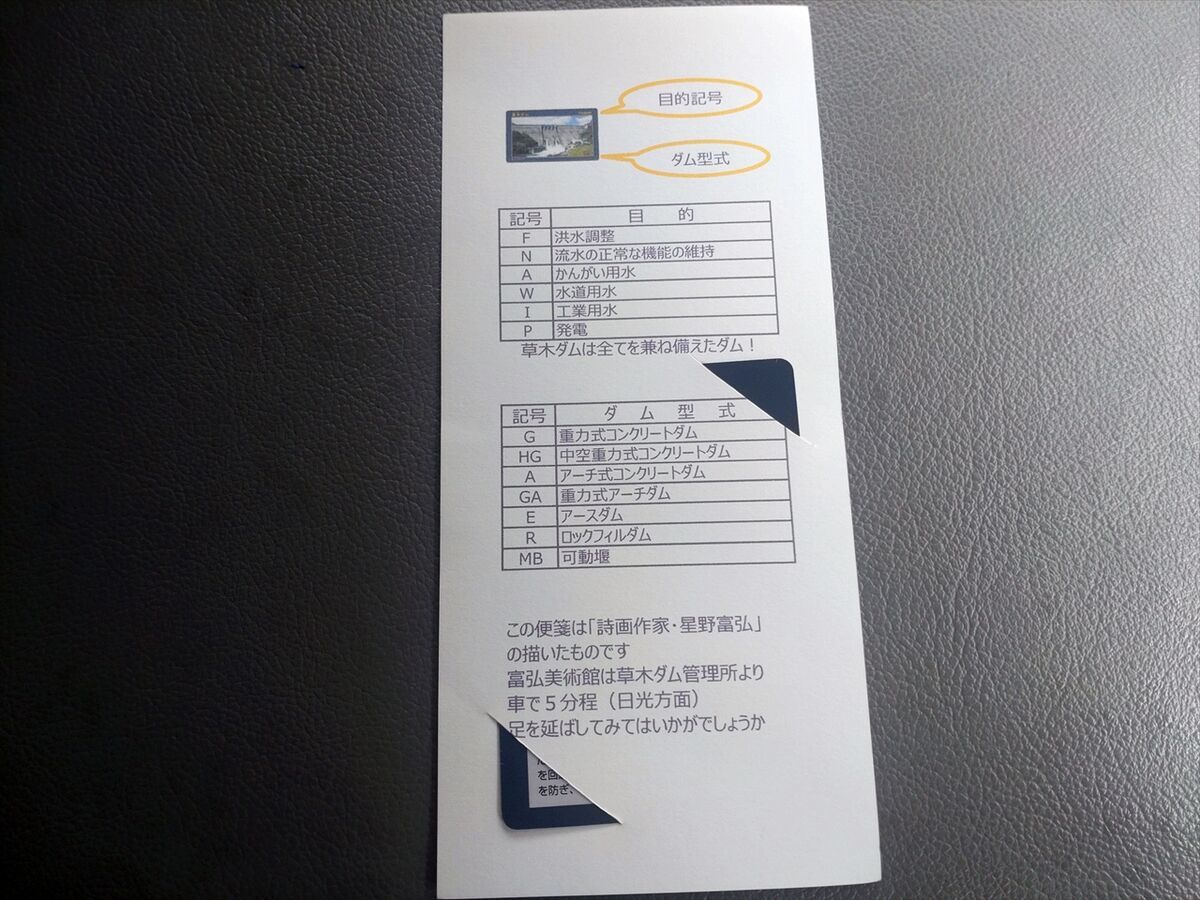 目的記号
ダム型式
記号 目 的
F 洪水調整
N 流水の正常な機能の維持
A かんがい用水
W 水道用水
I 工業用水
P 発電
草木ダムは全てを兼ね備えたダム！
記号 ダ ム 型 式
G 重力式コンクリートダム
HG 中空重力式コンクリートダム
A アーチ式コンクリートダム
GA 重力式アーチダム
E アースダム
R ロックフィルダム
MB 可動堰
この便箋は「詩画作家・星野富弘」
の描いたものです
富弘美術館は草木ダム管理所より
車で５分程（日光方面）
足を延ばしてみてはいかがでしょうか
を回
を防ぎ、